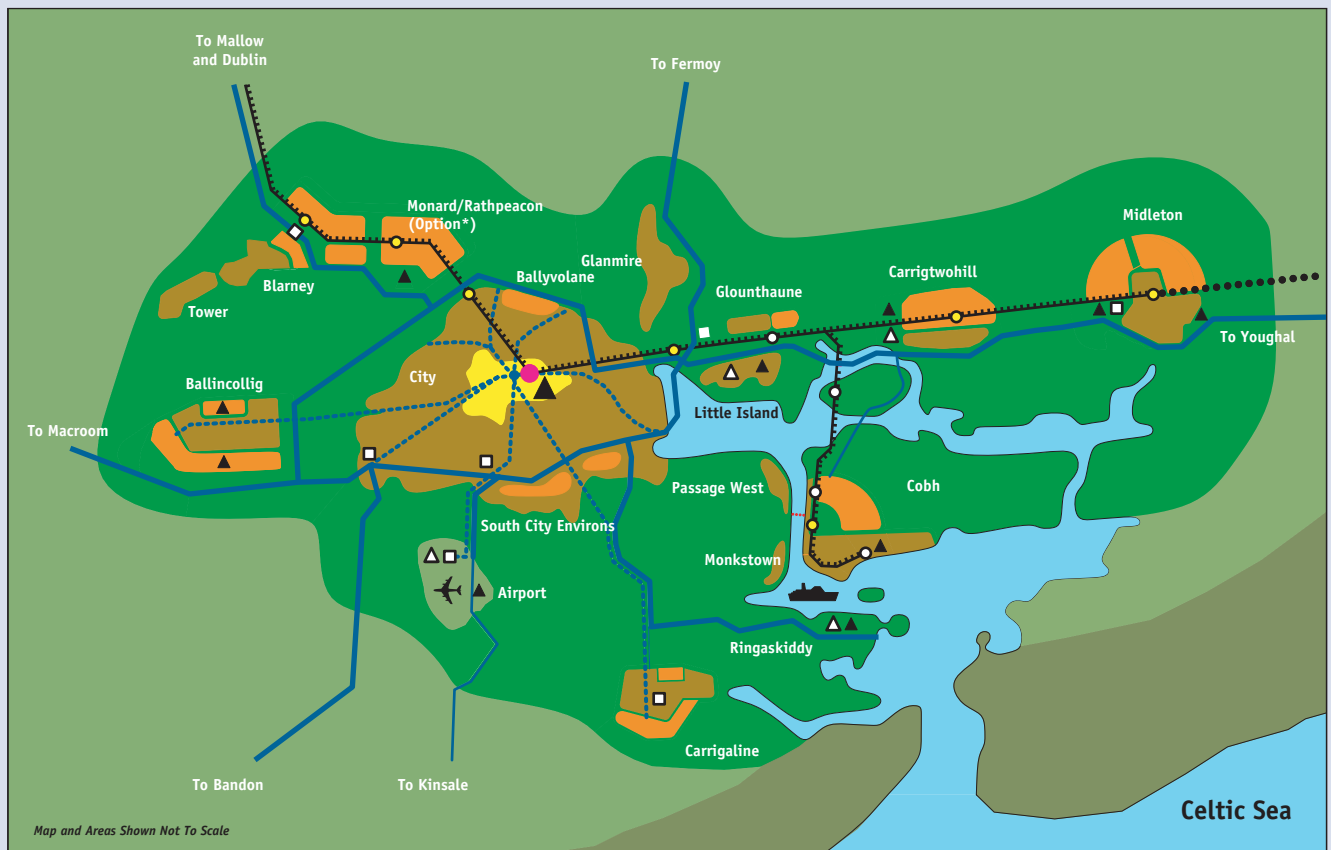 To Mallow
and Dublin
To Fermoy
Monard/Rathpeacon
(Option*)
Midleton
Glanmire
Ballyvolane
Carrigtwohill
Blarney
Glounthaune
Tower
To Youghal
City
Ballincollig
Little Island
To Macroom
Passage West
Cobh
South City Environs
Monkstown
Airport
Ringaskiddy
Carrigaline
To Bandon
To Kinsale
Celtic Sea
Map and Areas Shown Not To Scale